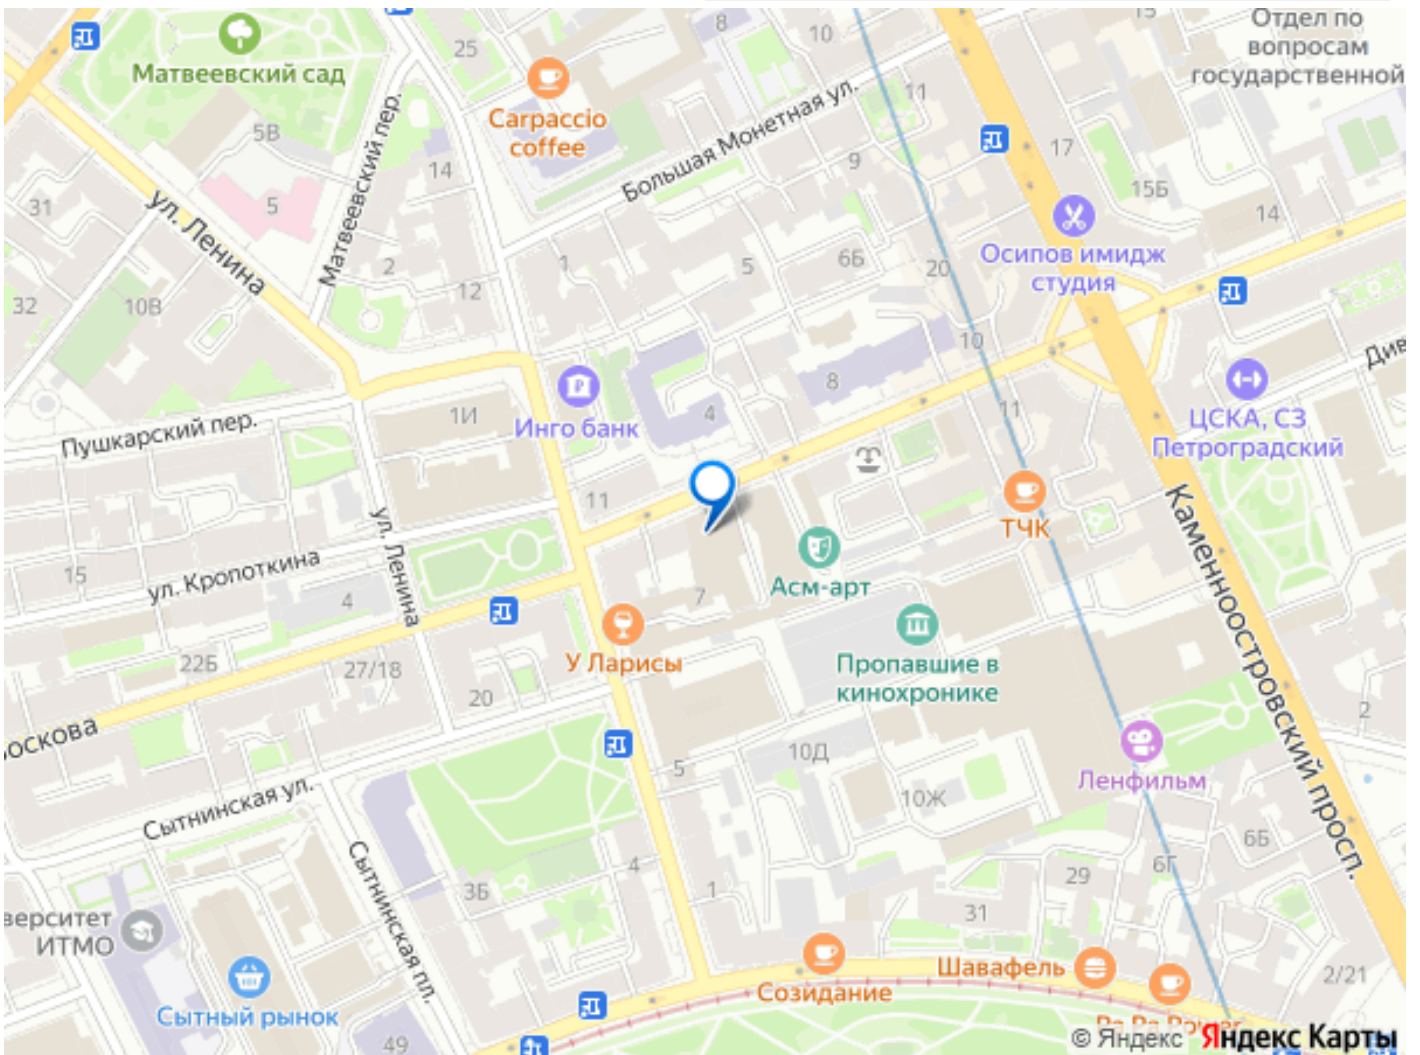 8
10
15
Отдел по
вопросам
государственной
25
Матвеевский сад
Carpaccio
coffee
Большая Монетная ул.
11
5В
Матвеевский пер.
14
9
17
15Б
31
5
ул. Ленина
14
Осипов имидж
студия
2
1
5
6Б
20
12
32
10В
10
Див
8
1И
Инго банк
4
11
ЦСКА, СЗ
Петроградский
Пушкарский пер.
11
ТЧК
Каменноостровский просп.
ул. Ленина
15
ул. Кропоткина
Асм-арт
4
7
22Б
27/18
У Ларисы
Пропавшие в
кинохронике
20
2
оскова
5
10Д
Ленфильм
10Ж
Сытнинская ул.
6Б
Сытнинская пл.
4
6Г
29
3Б
1
31
верситет
ИТМО
Шавафель
2/21
Созидание
Сытный рынок
49
© Яндекс Яндекс Карты